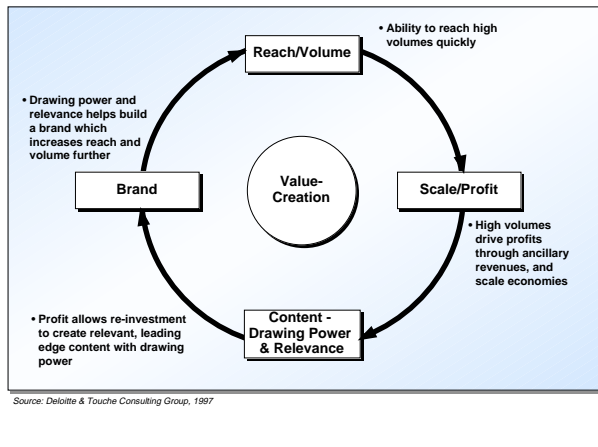 Reach/Volume
• Ability to reach high
volumes quickly
• Drawing power and
relevance helps build
a brand which
increases reach and
volume further
Brand
Value-
Creation
Scale/Profit
• High volumes
drive profits
through ancillary
revenues, and
scale economies
• Profit allows re-investment
to create relevant, leading
edge content with drawing
power
Content -
Drawing Power
& Relevance
Source: Deloitte & Touche Consulting Group, 1997